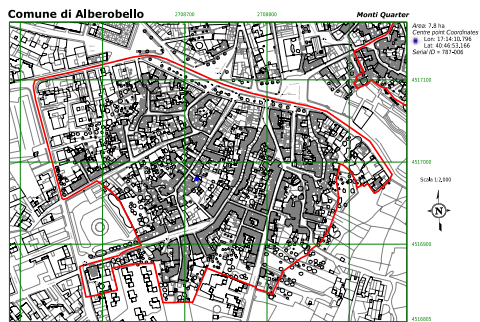 Comune di Alberobello
2708700
2708800
Monti Quarter
Area: 7,8 ha
Centre point Coordinates
Lon: 17:14:10,796
Lat: 40:46:53,166
Serial ID = 787-006
4517100
4517000
Scala 1:2,000
N
4516900
4516805